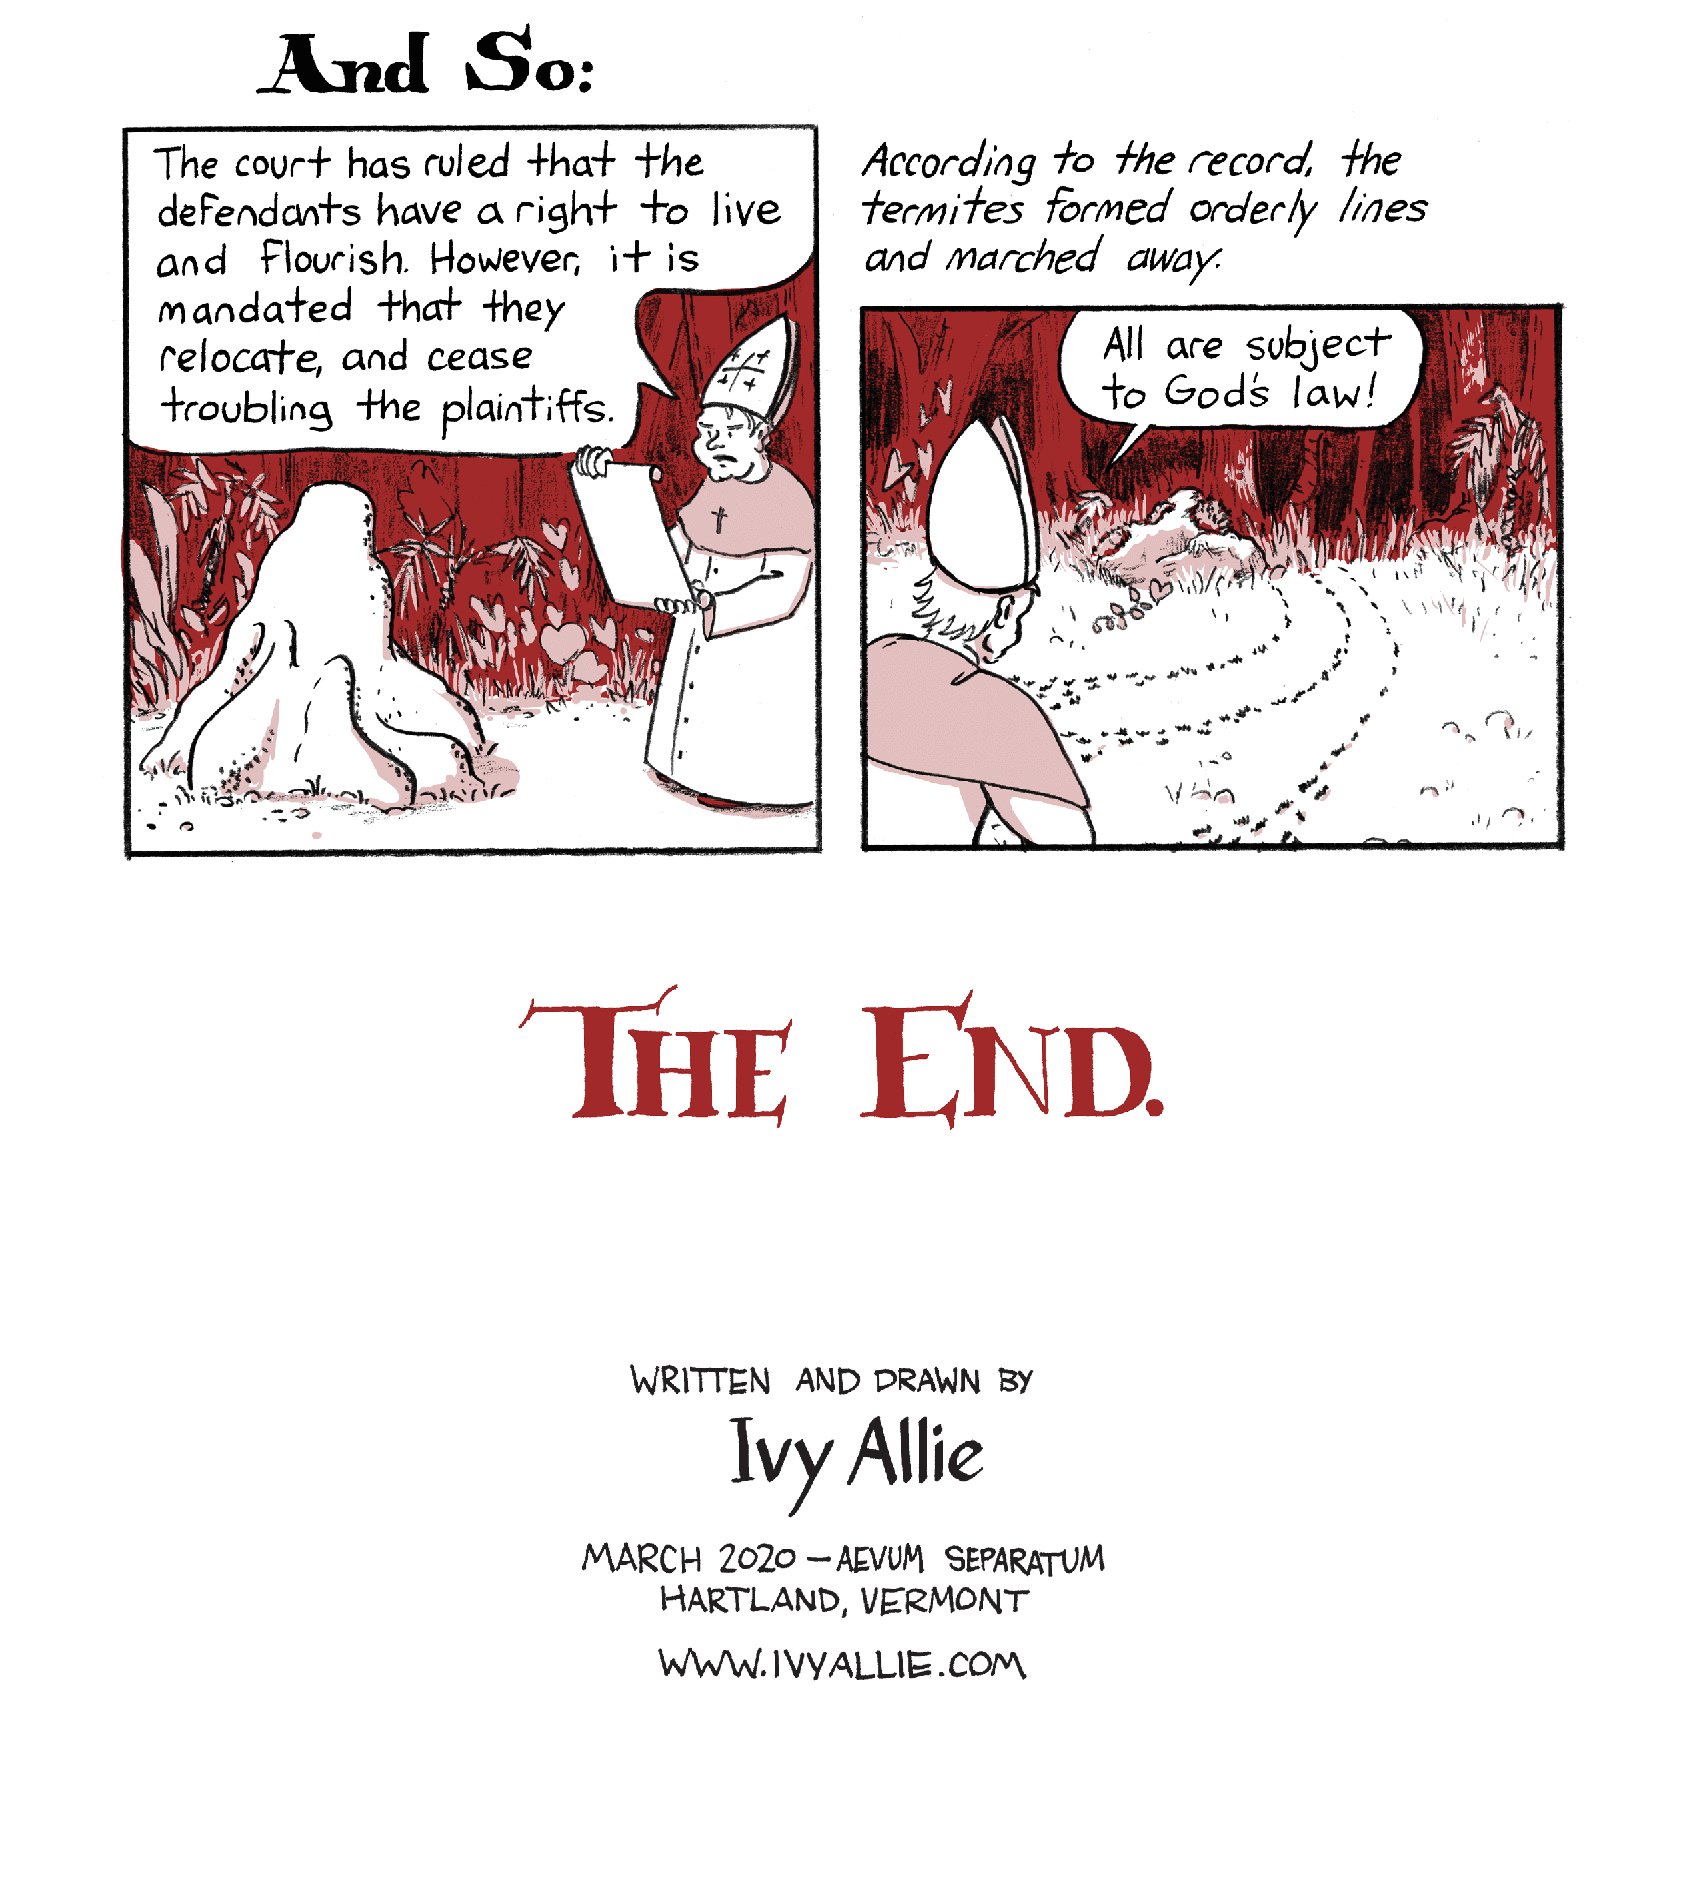 And So:
The court has ruled that the
defendants have a right to live
and flourish. However, it is
mandated that they
relocate, and cease
troubling the plaintiffs.
According to the record, the
termites formed orderly lines
and marched away.
All are subject
to God's law!
THE END.
WRITTEN AND DRAWN BY
Ivy Allie
MARCH 2020 — AEVUM SEPARATUM
HARTLAND, VERMONT
WWW.IVYALLIE.COM